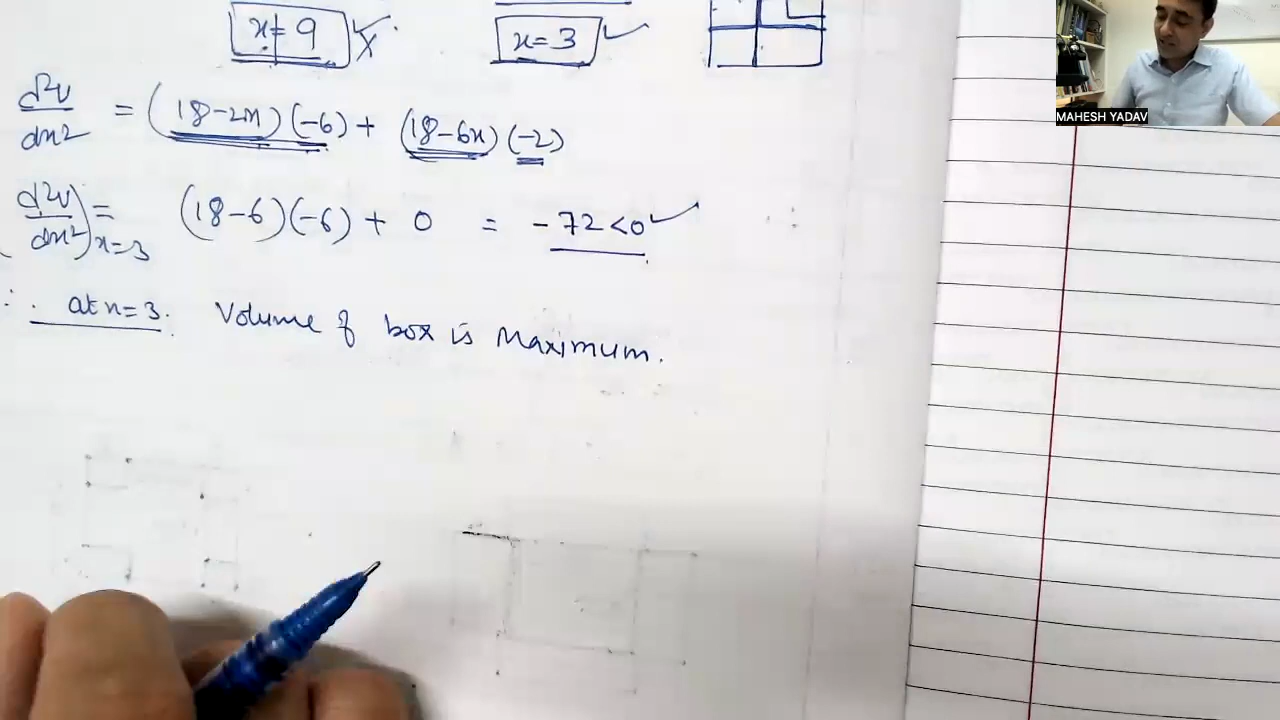 x≠9 x=3
MAHESH YADAV
d²v/dx² = (18-2x)(-6) + (18-6x)(-2)
(d²v/dx²)x=3 = (18-6)(-6) + 0 = -72<0
∴ at x=3. Volume of box is Maximum.